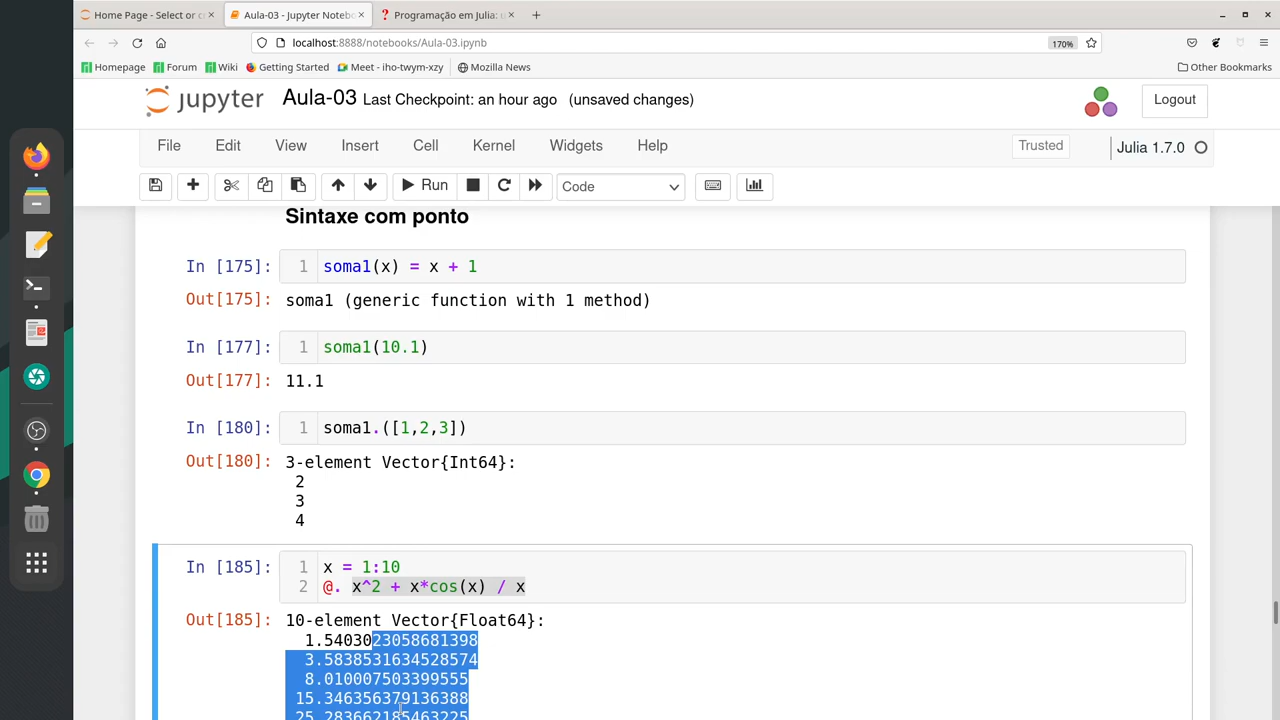 Home Page - Select or c
Aula-03 - Jupyter Noteb
Programação em Julia: u
localhost:8888/notebooks/Aula-03.ipynb
170%
Homepage
Forum
Wiki
Getting Started
Meet - iho-twym-xzy
Mozilla News
Other Bookmarks
jupyter
Aula-03 Last Checkpoint: an hour ago (unsaved changes)
Logout
File Edit View Insert Cell Kernel Widgets Help
Trusted
Julia 1.7.0
Run
Code
Sintaxe com ponto
In [175]: 1 soma1(x) = x + 1
Out[175]: soma1 (generic function with 1 method)
In [177]: 1 soma1(10.1)
Out[177]: 11.1
In [180]: 1 soma1.([1,2,3])
Out[180]: 3-element Vector{Int64}:
2
3
4
In [185]: 1 x = 1:10
2 @. x^2 + x*cos(x) / x
Out[185]: 10-element Vector{Float64}:
1.5403023058681398
3.5838531634528574
8.010007503399555
15.346356379136388
25.283662185463225